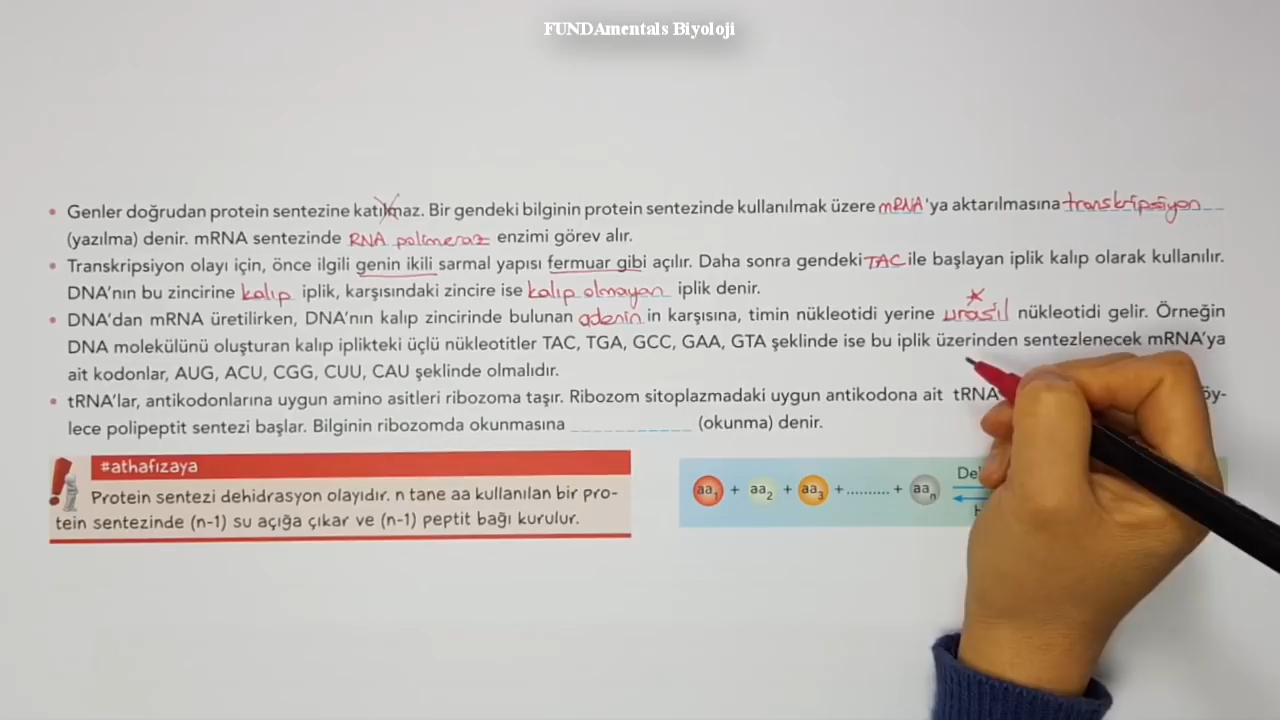 FUNDAmentals Biyoloji
• Genler doğrudan protein sentezine katılmaz. Bir gendeki bilginin protein sentezinde kullanılmak üzere mRNA'ya aktarılmasına transkripsiyon
(yazılma) denir. mRNA sentezinde RNA polimeraz enzimi görev alır.
• Transkripsiyon olayı için, önce ilgili genin ikili sarmal yapısı fermuar gibi açılır. Daha sonra gendeki TAC ile başlayan iplik kalıp olarak kullanılır.
DNA'nın bu zincirine kalıp iplik, karşısındaki zincire ise kalıp olmayan iplik denir.
• DNA'dan mRNA üretilirken, DNA'nın kalıp zincirinde bulunan adenin in karşısına, timin nükleotidi yerine urasil nükleotidi gelir. Örneğin
DNA molekülünü oluşturan kalıp iplikteki üçlü nükleotitler TAC, TGA, GCC, GAA, GTA şeklinde ise bu iplik üzerinden sentezlenecek mRNA'ya
ait kodonlar, AUG, ACU, CGG, CUU, CAU şeklinde olmalıdır.
• tRNA'lar, antikodonlarına uygun amino asitleri ribozoma taşır. Ribozom sitoplazmadaki uygun antikodona ait tRNA öy-
lece polipeptit sentezi başlar. Bilginin ribozomda okunmasına ____________ (okunma) denir.
#athafızaya
Protein sentezi dehidrasyon olayıdır. n tane aa kullanılan bir pro-
tein sentezinde (n-1) su açığa çıkar ve (n-1) peptit bağı kurulur.
aa1 + aa2 + aa3 + .......... + aan De